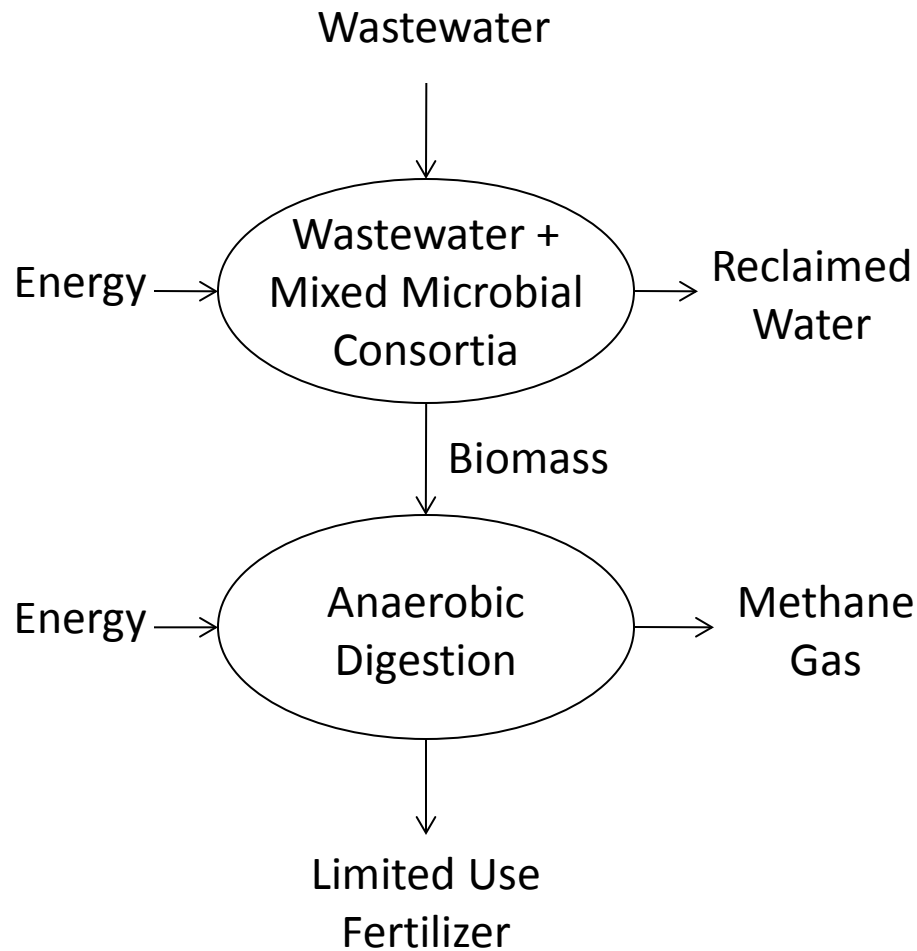 Wastewater
Wastewater +
Energy
Mixed Microbial
Consortia
Reclaimed
Water
Biomass
Energy
Anaerobic
Digestion
Methane
Gas
Limited Use
Fertilizer